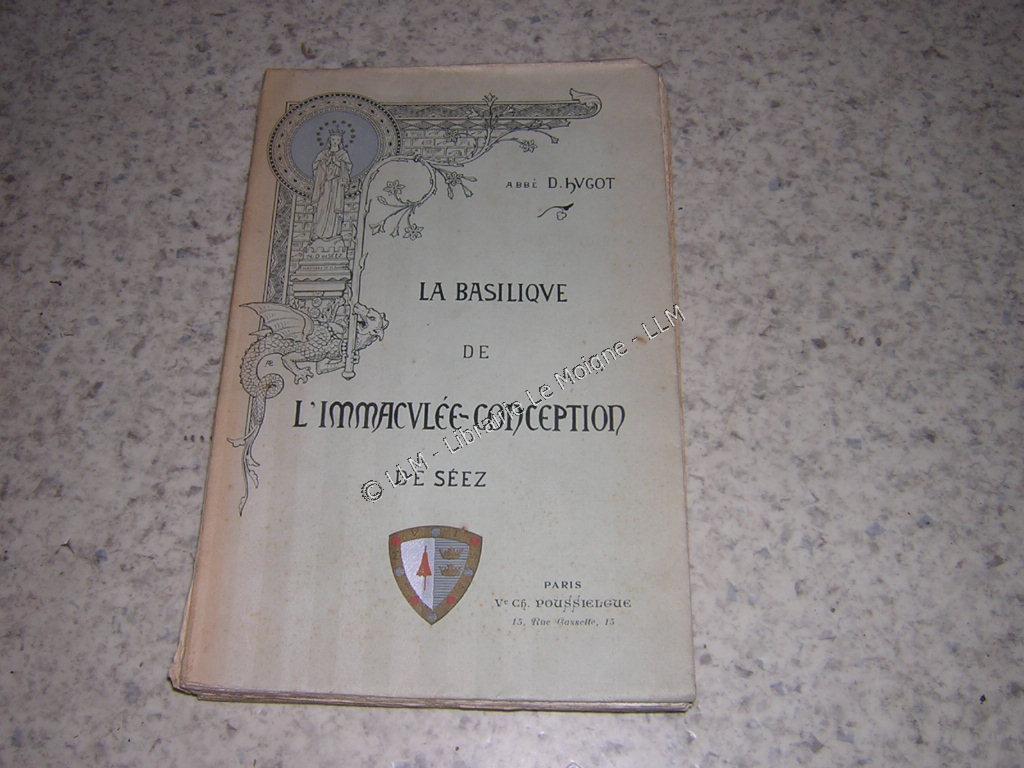 ABBÉ D. HVGOT
LA BASILIQVE
DE
L'IMMACVLÉE-CONCEPTION
DE SÉEZ
PARIS
Vᵉ Ch. POUSSIELGUE
15, Rue Cassette, 15
© LLM - Librairie Le Moigne - LLM